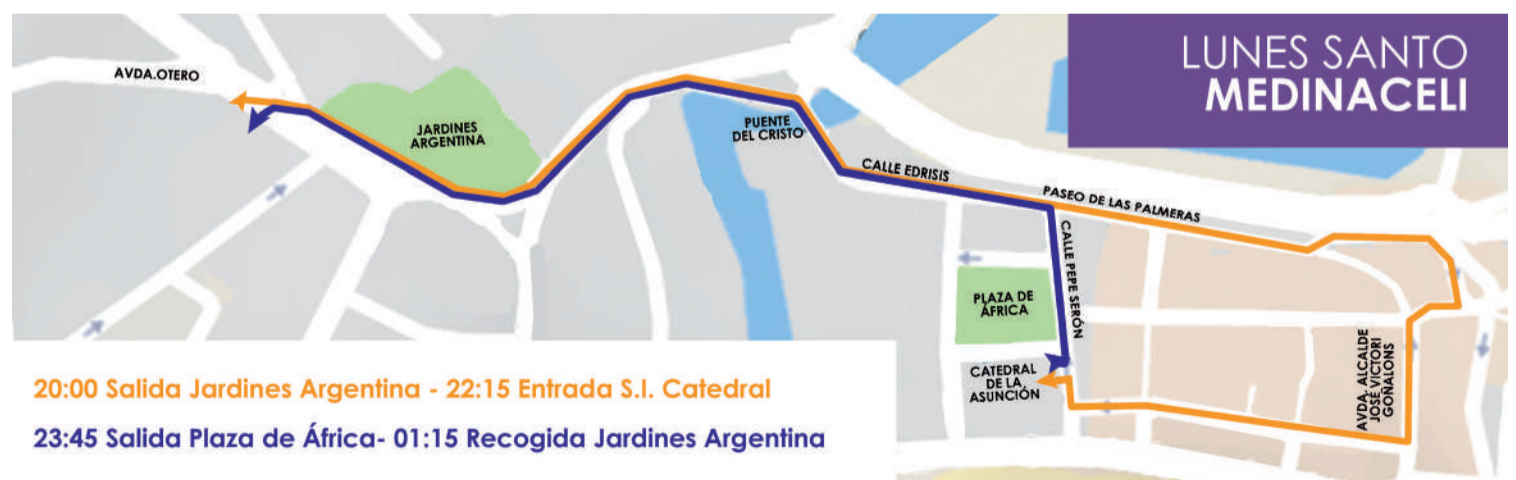 LUNES SANTO
MEDINACELI
AVDA.OTERO
JARDINES
ARGENTINA
PUENTE
DEL CRISTO
CALLE EDRISIS
PASEO DE LAS PALMERAS
CALLE PEPE SERÓN
PLAZA DE
ÁFRICA
CATEDRAL
DE LA
ASUNCIÓN
AVDA. ALCALDE
JOSÉ VICTORI
GOÑALONS
20:00 Salida Jardines Argentina - 22:15 Entrada S.I. Catedral
23:45 Salida Plaza de África- 01:15 Recogida Jardines Argentina